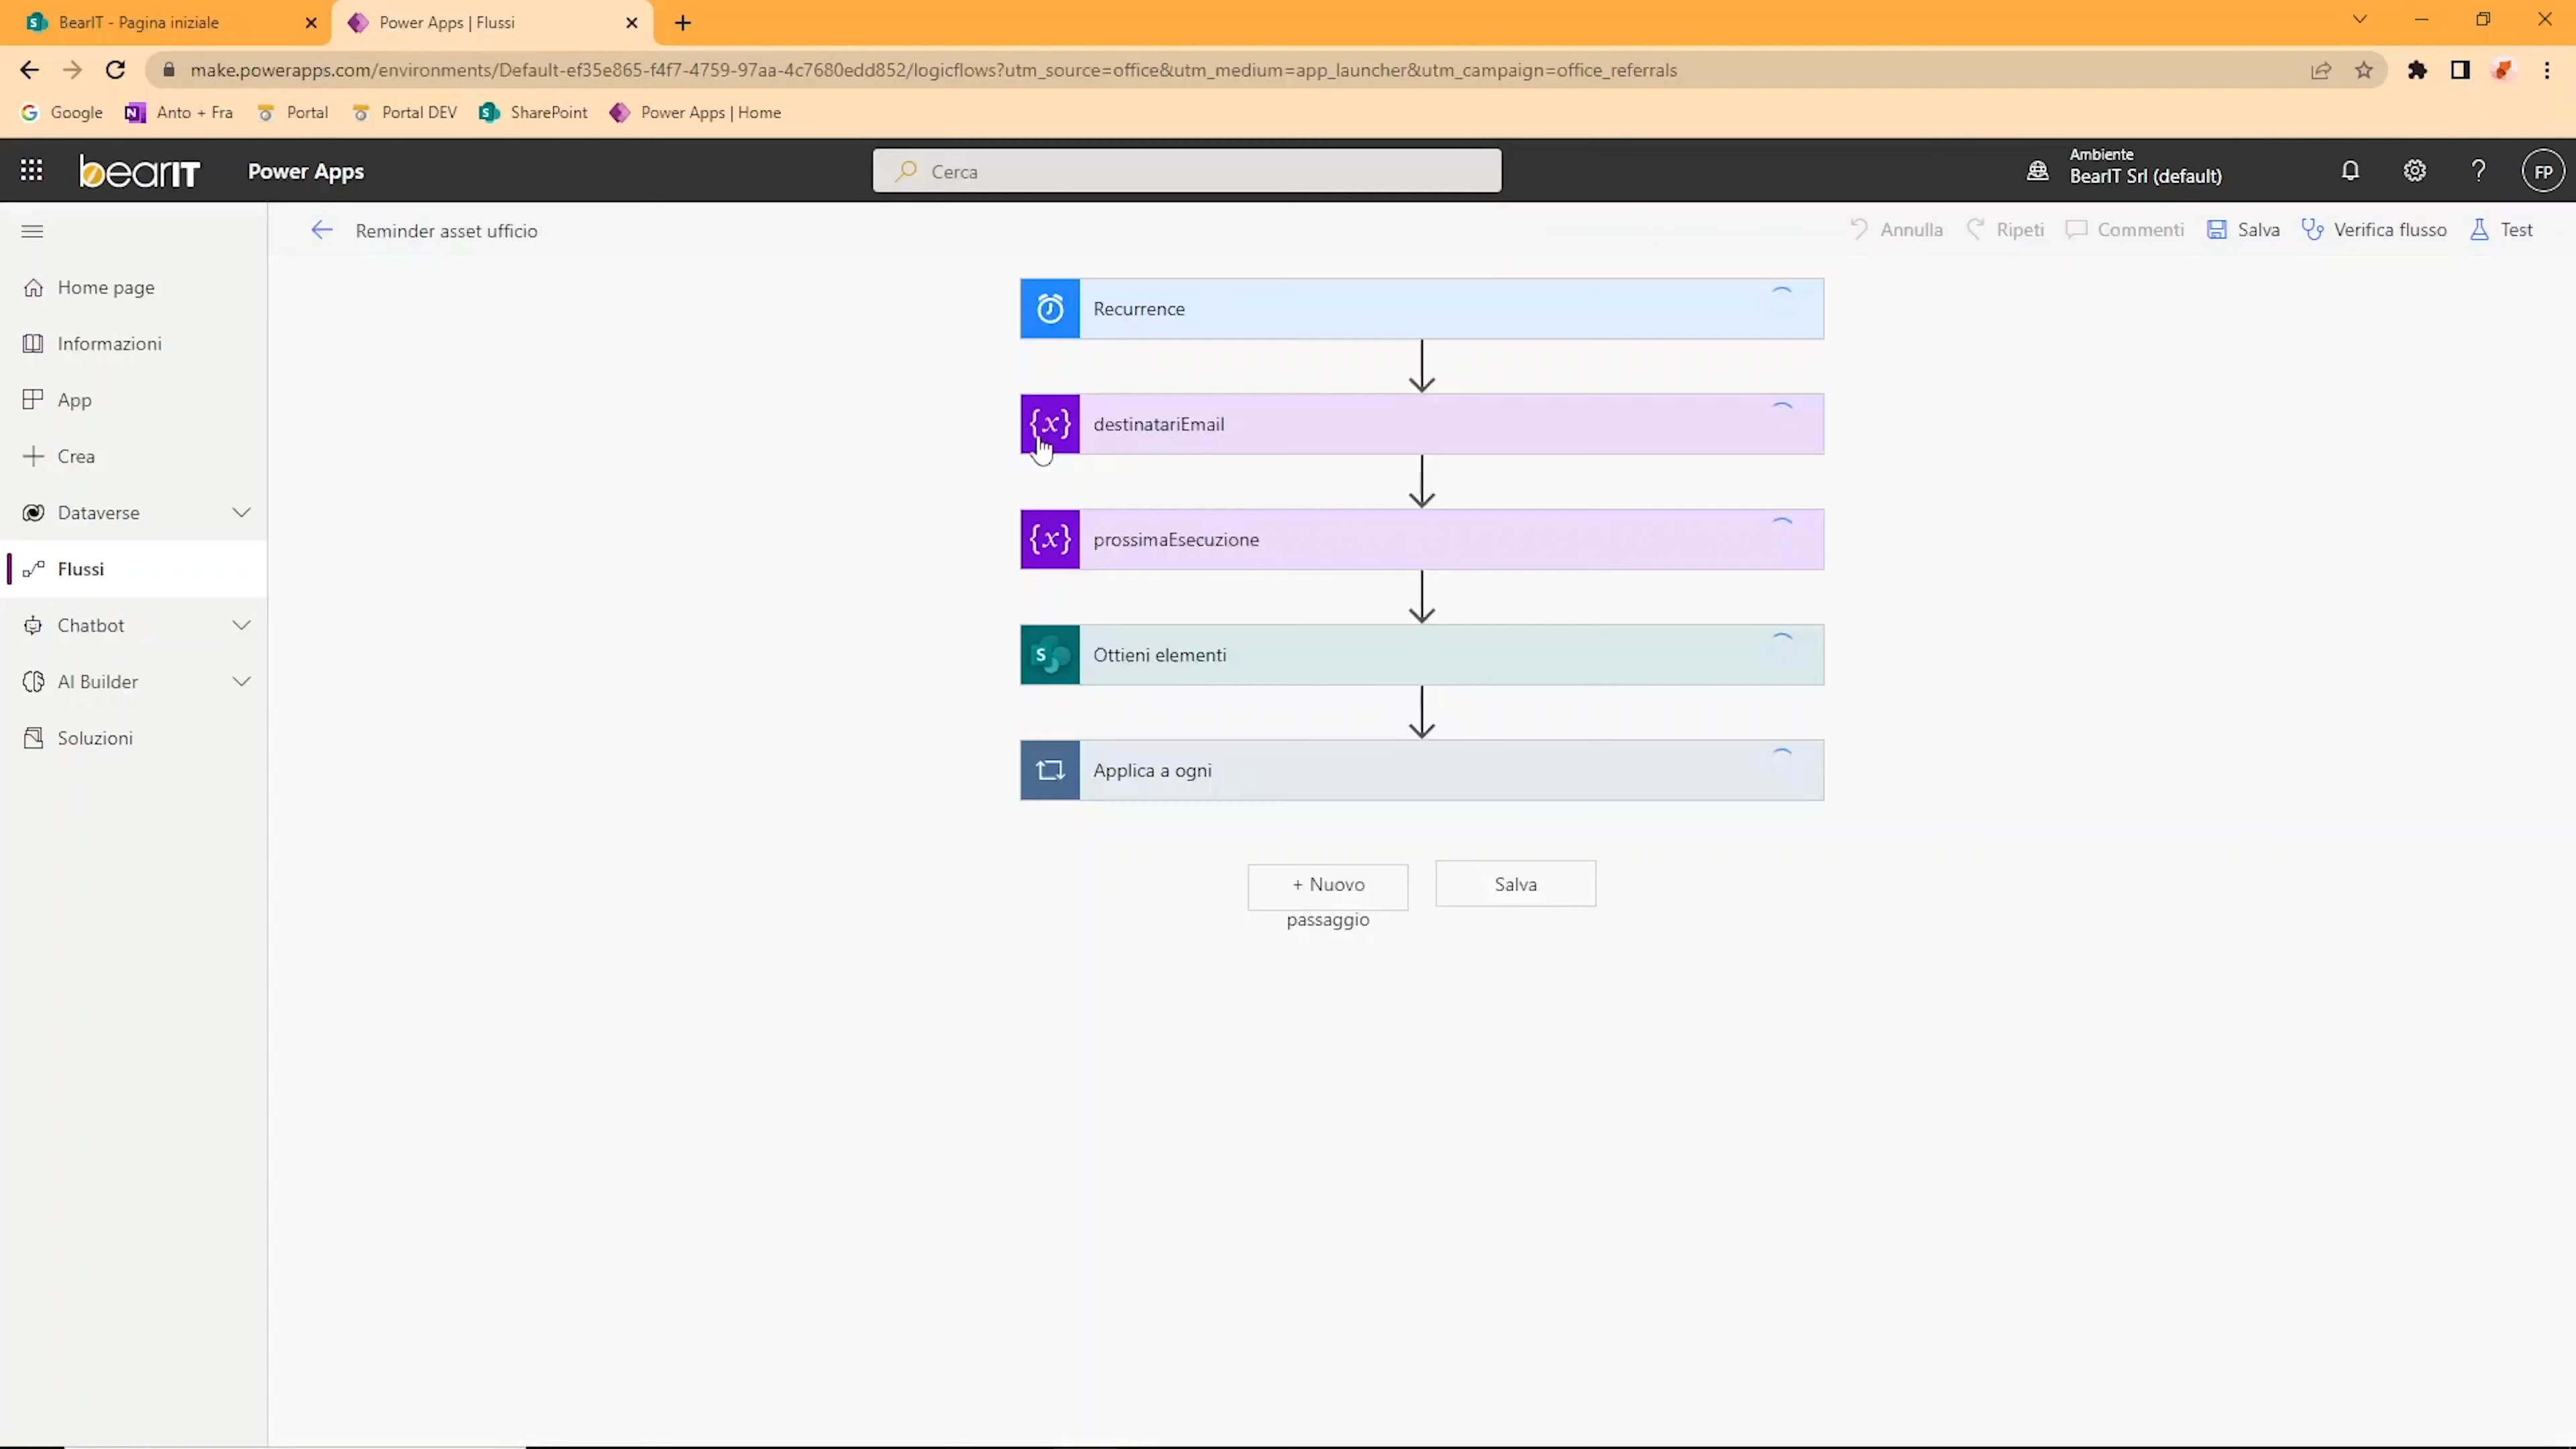 BearIT - Pagina iniziale
Power Apps | Flussi
make.powerapps.com/environments/Default-ef35e865-f4f7-4759-97aa-4c7680edd852/logicflows?utm_source=office&utm_medium=app_launcher&utm_campaign=office_referrals
Google
Anto + Fra
Portal
Portal DEV
SharePoint
Power Apps | Home
bearIT
Power Apps
Cerca
Ambiente
BearIT Srl (default)
FP
Reminder asset ufficio
Annulla
Ripeti
Commenti
Salva
Verifica flusso
Test
Home page
Informazioni
App
Crea
Dataverse
Flussi
Chatbot
AI Builder
Soluzioni
Recurrence
{x} destinatariEmail
{x} prossimaEsecuzione
S Ottieni elementi
Applica a ogni
+ Nuovo
passaggio
Salva